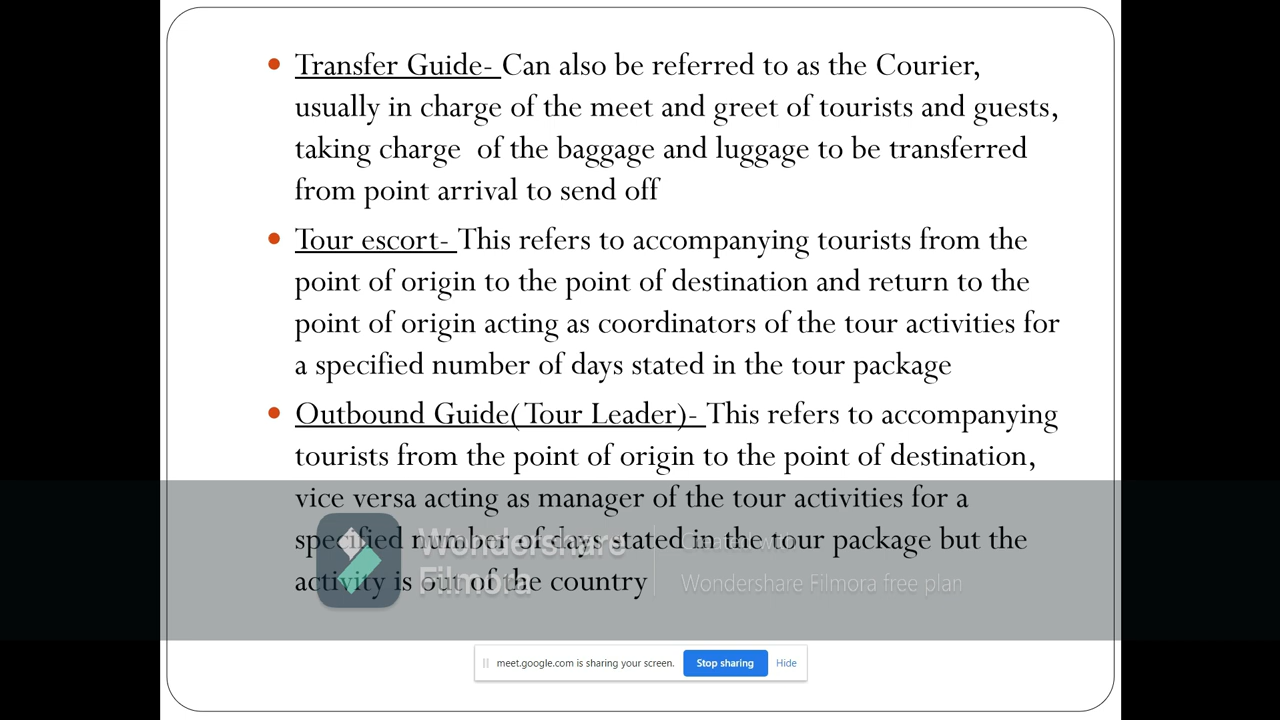 Transfer Guide- Can also be referred to as the Courier,
usually in charge of the meet and greet of tourists and guests,
taking charge  of the baggage and luggage to be transferred
from point arrival to send off
Tour escort- This refers to accompanying tourists from the
point of origin to the point of destination and return to the
point of origin acting as coordinators of the tour activities for
a specified number of days stated in the tour package
Outbound Guide(Tour Leader)- This refers to accompanying
tourists from the point of origin to the point of destination,
vice versa acting as manager of the tour activities for a
specified number of days stated in the tour package but the
activity is out of the country
Wondershare
Filmora
Created with
Wondershare Filmora free plan
meet.google.com is sharing your screen.
Stop sharing
Hide